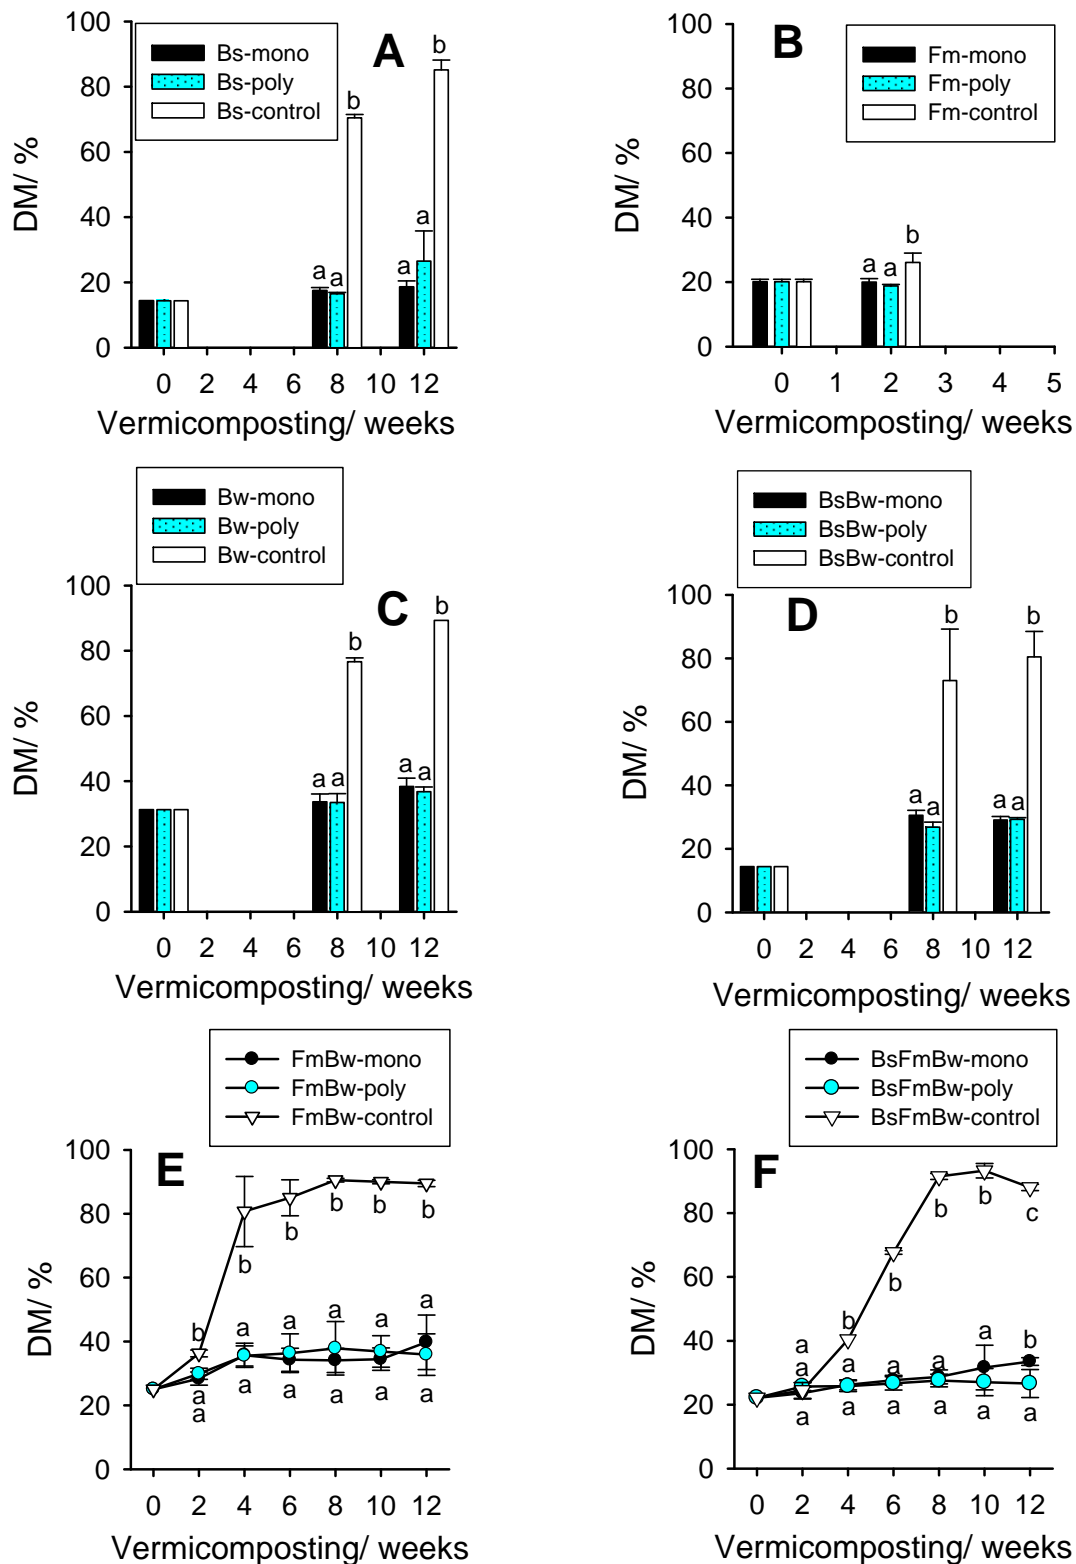 Bs-mono
Bs-poly
Bs-control
A
DM/ %
100
80
60
40
20
0
b
b
a
a
a
a
0 2 4 6 8 10 12
Vermicomposting/ weeks
B
Fm-mono
Fm-poly
Fm-control
DM/ %
100
80
60
40
20
0
a a b
0 1 2 3 4 5
Vermicomposting/ weeks
Bw-mono
Bw-poly
Bw-control
C
DM/ %
100
80
60
40
20
0
b
b
a a
a a
0 2 4 6 8 10 12
Vermicomposting/ weeks
BsBw-mono
BsBw-poly
BsBw-control
D
DM/ %
100
80
60
40
20
0
b b
a a
a a
0 2 4 6 8 10 12
Vermicomposting/ weeks
FmBw-mono
FmBw-poly
FmBw-control
E
DM/ %
100
80
60
40
20
0
b b b b b b
a a a a a
a a a a a a
a
0 2 4 6 8 10 12
Vermicomposting/ weeks
BsFmBw-mono
BsFmBw-poly
BsFmBw-control
F
DM/ %
100
80
60
40
20
0
b b b b c
a a a a a b
a
a a a a a a
0 2 4 6 8 10 12
Vermicomposting/ weeks